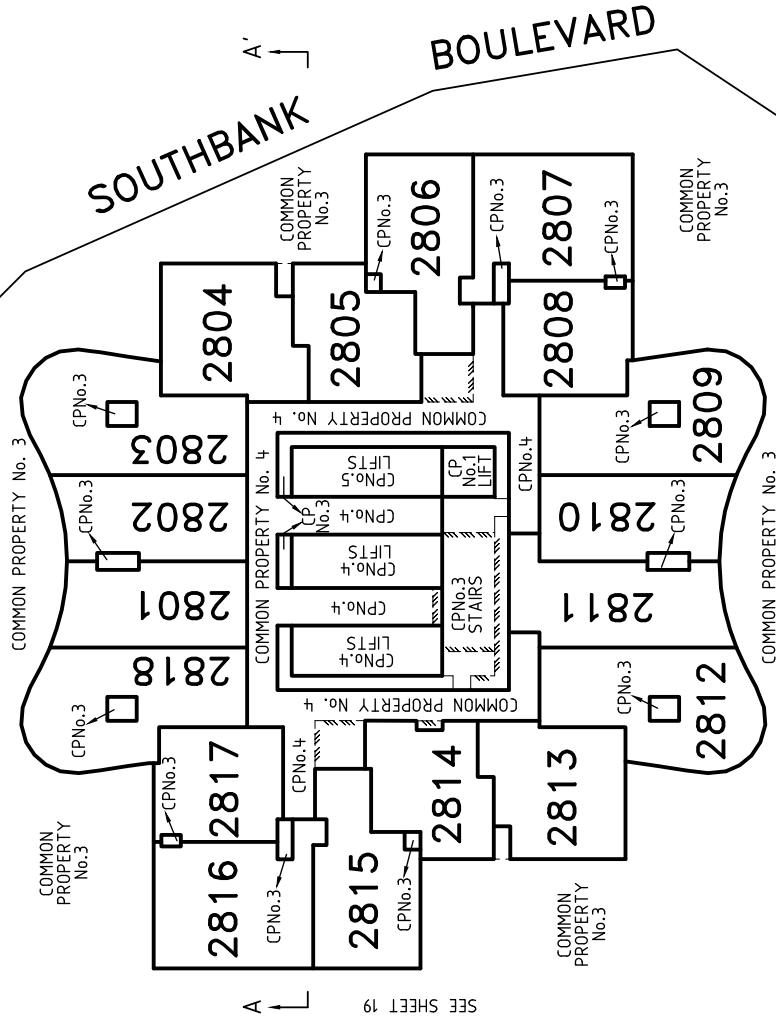 A'
BOULEVARD
SOUTHBANK
COMMON
PROPERTY
No.3
2806
CPNo.3
CPNo.3
2807
CPNo.3
COMMON
PROPERTY
No.3
2804
2805
2808
CPNo.3
2803
COMMON PROPERTY No. 4
CPNo.3
2809
COMMON PROPERTY No. 3
CPNo.3
2802
COMMON PROPERTY No. 4
CPNo.5
LIFTS
CP
No.1
LIFT
CPNo.4
CP
No.3
CPNo.4
2810
CPNo.3
COMMON PROPERTY No. 3
CPNo.4
LIFTS
2801
CPNo.4
CPNo.3
STAIRS
2811
2818
CPNo.4
LIFTS
CPNo.3
COMMON PROPERTY No. 4
CPNo.3
2812
CPNo.3
2817
CPNo.4
2814
2813
COMMON
PROPERTY
No.3
2816
CPNo.3
2815
CPNo.3
COMMON
PROPERTY
No.3
A
SEE SHEET 19